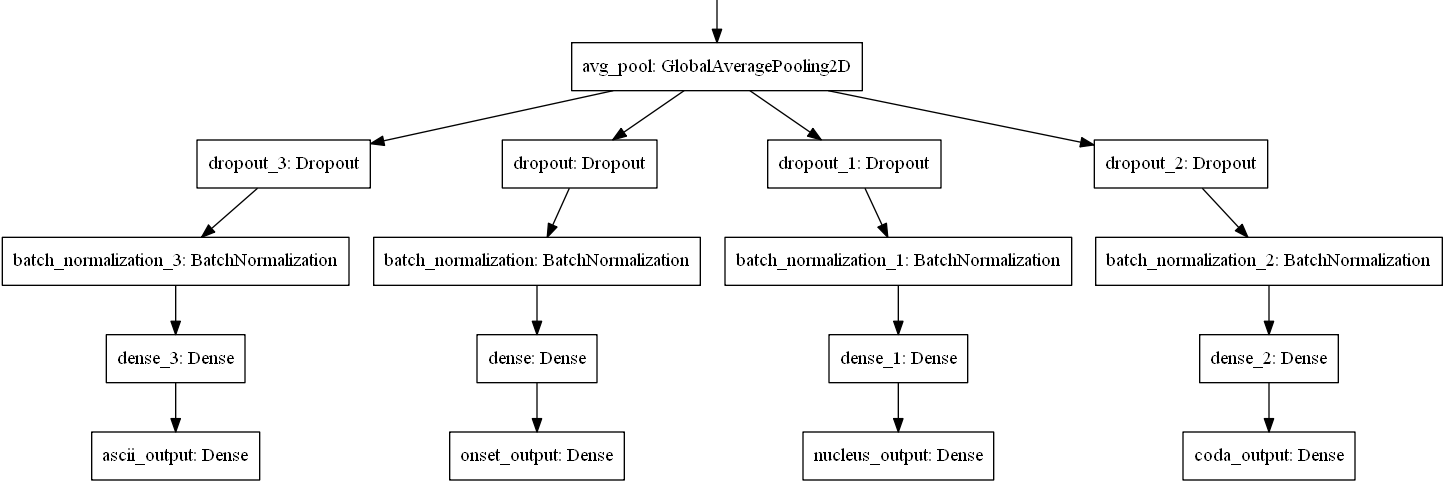 avg_pool: GlobalAveragePooling2D
dropout_3: Dropout
dropout: Dropout
dropout_1: Dropout
dropout_2: Dropout
batch_normalization_3: BatchNormalization
batch_normalization: BatchNormalization
batch_normalization_1: BatchNormalization
batch_normalization_2: BatchNormalization
dense_3: Dense
dense: Dense
dense_1: Dense
dense_2: Dense
ascii_output: Dense
onset_output: Dense
nucleus_output: Dense
coda_output: Dense